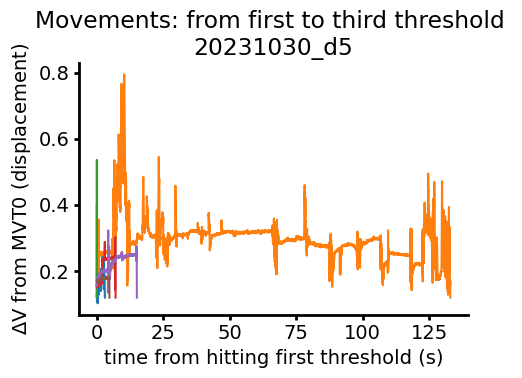 Movements: from first to third threshold
20231030_d5
ΔV from MVT0 (displacement)
0.8
0.6
0.4
0.2
0 25 50 75 100 125
time from hitting first threshold (s)